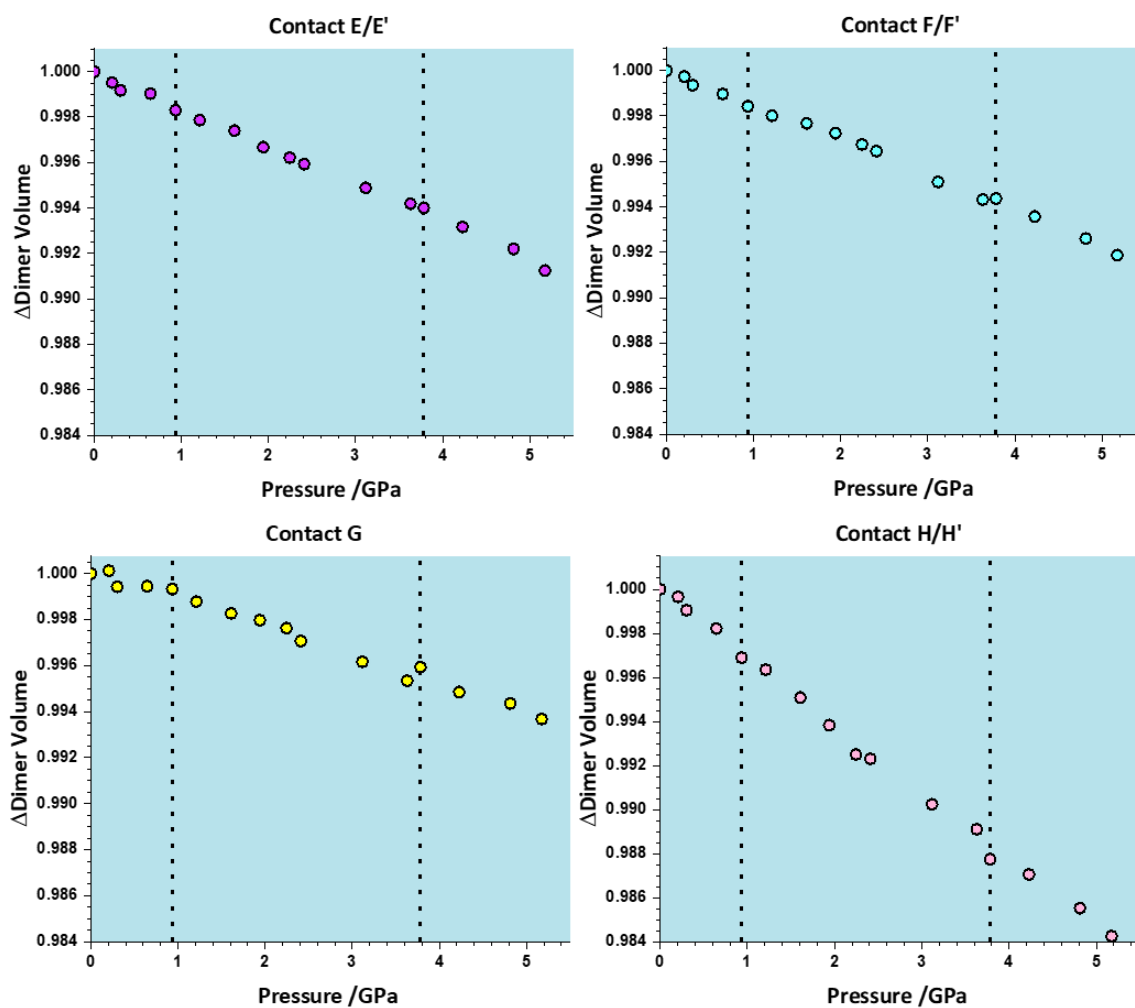 Contact E/E'
ΔDimer Volume
1.000
0.998
0.996
0.994
0.992
0.990
0.988
0.986
0.984
0 1 2 3 4 5
Pressure /GPa
Contact F/F'
ΔDimer Volume
1.000
0.998
0.996
0.994
0.992
0.990
0.988
0.986
0.984
0 1 2 3 4 5
Pressure /GPa
Contact G
ΔDimer Volume
1.000
0.998
0.996
0.994
0.992
0.990
0.988
0.986
0.984
0 1 2 3 4 5
Pressure /GPa
Contact H/H'
ΔDimer Volume
1.000
0.998
0.996
0.994
0.992
0.990
0.988
0.986
0.984
0 1 2 3 4 5
Pressure /GPa